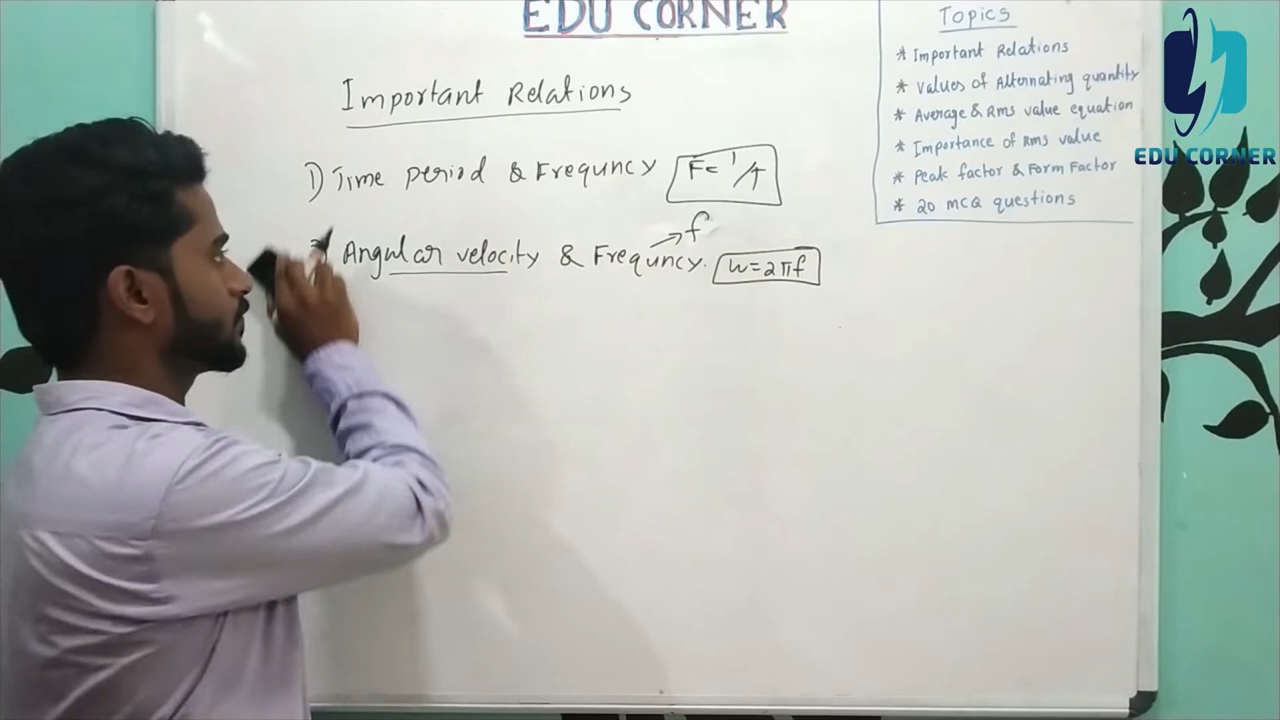 EDU CORNER
Important Relations
1) Time period & Frequncy F= 1/T
Angular velocity & Frequncy. w=2πf
f
Topics
* Important Relations
* Values of Alternating quantity
* Average & Rms value equation
* Importance of Rms value
* Peak factor & Form Factor
* 20 MCQ questions
EDU CORNER